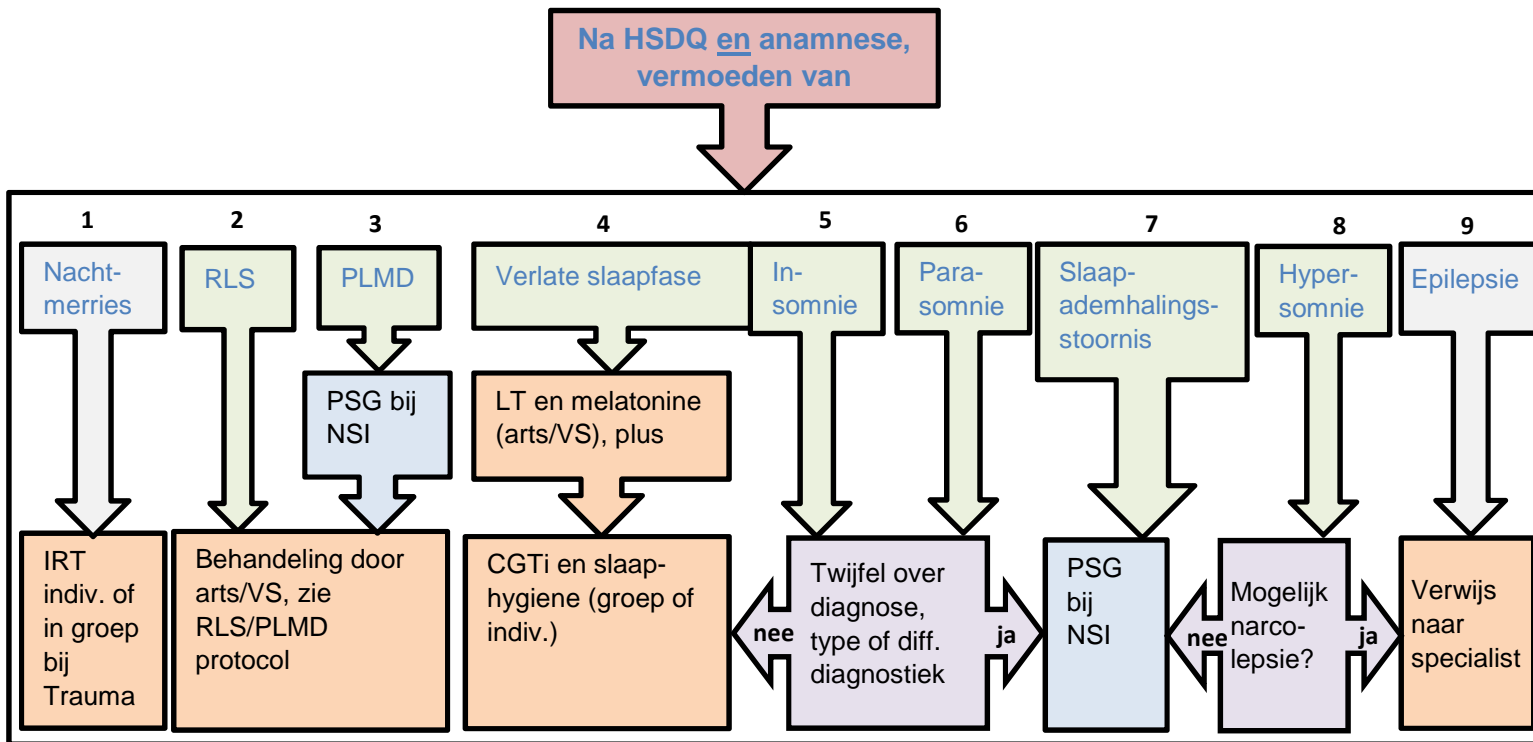 Na HSDQ en anamnese,
vermoeden van
1
2
3
4
5
6
7
8
9
Nacht-
merries
RLS
PLMD
Verlate slaapfase
In-
somnie
Para-
somnie
Slaap-
ademhalings-
stoornis
Hyper-
somnie
Epilepsie
PSG bij
NSI
LT en melatonine
(arts/VS), plus
IRT
indiv. of
in groep
bij
Trauma
Behandeling door
arts/VS, zie
RLS/PLMD
protocol
CGTi en slaap-
hygiene (groep of
indiv.)
nee
Twijfel over
diagnose,
type of diff.
diagnostiek
ja
PSG
bij
NSI
nee
Mogelijk
narco-
lepsie?
ja
Verwijs
naar
specialist